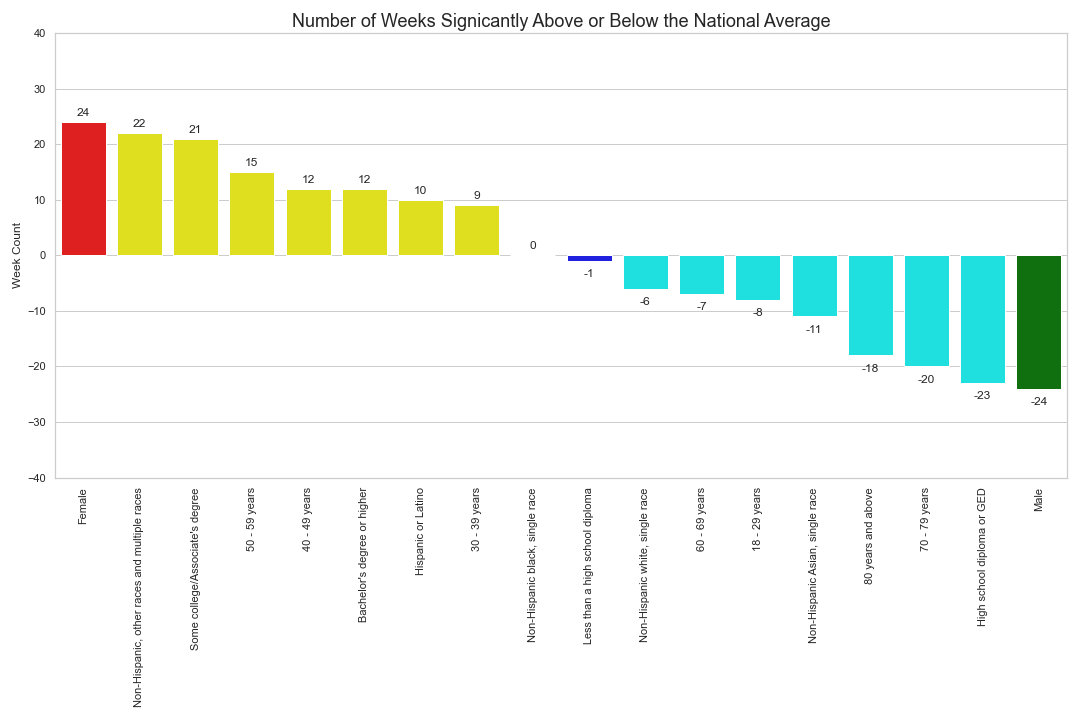 Number of Weeks Signicantly Above or Below the National Average
Week Count
40
30
20
10
0
−10
−20
−30
−40
24
22
21
15
12
12
10
9
0
-1
-6
-7
-8
-11
-18
-20
-23
-24
Female
Non-Hispanic, other races and multiple races
Some college/Associate's degree
50 - 59 years
40 - 49 years
Bachelor's degree or higher
Hispanic or Latino
30 - 39 years
Non-Hispanic black, single race
Less than a high school diploma
Non-Hispanic white, single race
60 - 69 years
18 - 29 years
Non-Hispanic Asian, single race
80 years and above
70 - 79 years
High school diploma or GED
Male